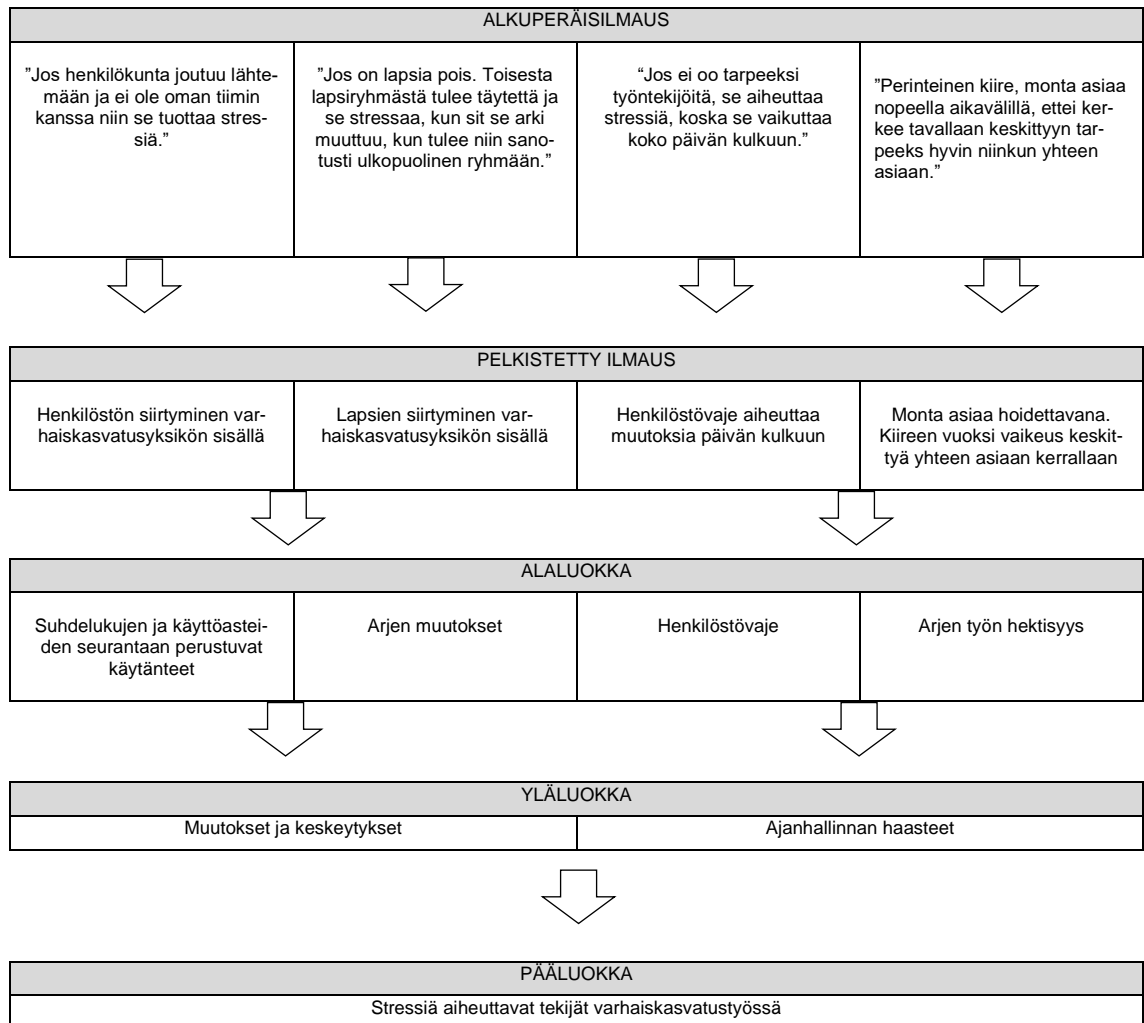 ALKUPERÄISILMAUS
"Jos henkilökunta joutuu lähte-
mään ja ei ole oman tiimin
kanssa niin se tuottaa stres-
siä."
"Jos on lapsia pois. Toisesta
lapsiryhmästä tulee täytettä ja
se stressaa, kun sit se arki
muuttuu, kun tulee niin sano-
tusti ulkopuolinen ryhmään."
"Jos ei oo tarpeeksi
työntekijöitä, se aiheuttaa
stressiä, koska se vaikuttaa
koko päivän kulkuun."
"Perinteinen kiire, monta asiaa
nopeella aikavälillä, ettei ker-
kee tavallaan keskittyyn tar-
peeks hyvin niinkun yhteen
asiaan."
PELKISTETTY ILMAUS
Henkilöstön siirtyminen var-
haiskasvatusyksikön sisällä
Lapsien siirtyminen var-
haiskasvatusyksikön sisällä
Henkilöstövaje aiheuttaa
muutoksia päivän kulkuun
Monta asiaa hoidettavana.
Kiireen vuoksi vaikeus keskit-
tyä yhteen asiaan kerrallaan
ALALUOKKA
Suhdelukujen ja käyttöastei-
den seurantaan perustuvat
käytänteet
Arjen muutokset
Henkilöstövaje
Arjen työn hektisyys
YLÄLUOKKA
Muutokset ja keskeytykset
Ajanhallinnan haasteet
PÄÄLUOKKA
Stressiä aiheuttavat tekijät varhaiskasvatustyössä